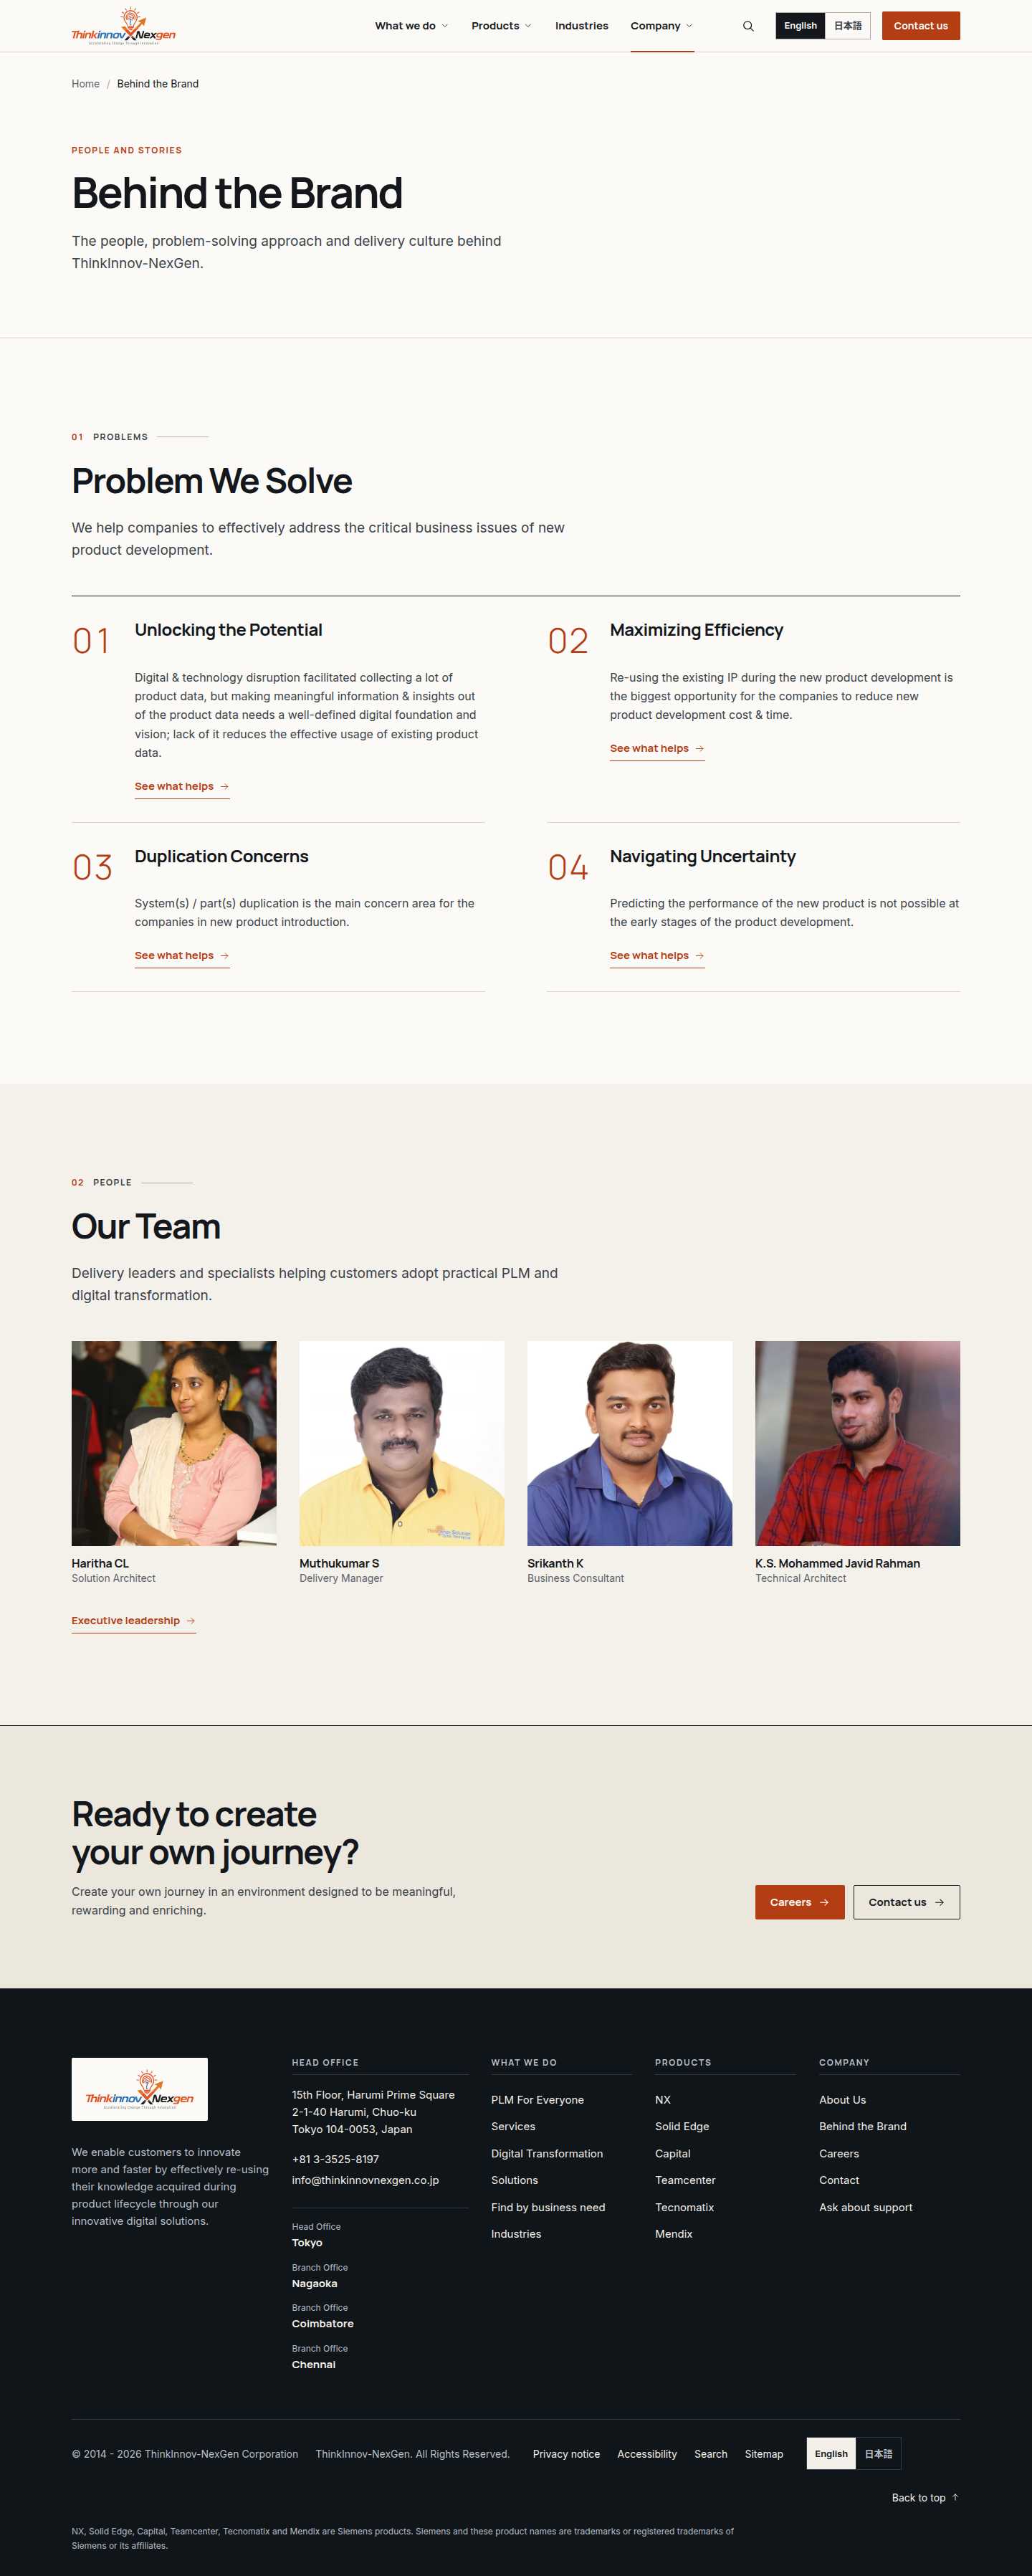 ThinkinnovXNexgen
Accelerating Change Through Innovation
What we do
Products
Industries
Company
English
日本語
Contact us
Home / Behind the Brand
PEOPLE AND STORIES
Behind the Brand
The people, problem-solving approach and delivery culture behind
ThinkInnov-NexGen.
01 PROBLEMS
Problem We Solve
We help companies to effectively address the critical business issues of new
product development.
01
Unlocking the Potential
Digital & technology disruption facilitated collecting a lot of
product data, but making meaningful information & insights out
of the product data needs a well-defined digital foundation and
vision; lack of it reduces the effective usage of existing product
data.
See what helps →
02
Maximizing Efficiency
Re-using the existing IP during the new product development is
the biggest opportunity for the companies to reduce new
product development cost & time.
See what helps →
03
Duplication Concerns
System(s) / part(s) duplication is the main concern area for the
companies in new product introduction.
See what helps →
04
Navigating Uncertainty
Predicting the performance of the new product is not possible at
the early stages of the product development.
See what helps →
02 PEOPLE
Our Team
Delivery leaders and specialists helping customers adopt practical PLM and
digital transformation.
Haritha CL
Solution Architect
Muthukumar S
Delivery Manager
Srikanth K
Business Consultant
K.S. Mohammed Javid Rahman
Technical Architect
Executive leadership →
Ready to create
your own journey?
Create your own journey in an environment designed to be meaningful,
rewarding and enriching.
Careers →
Contact us →
ThinkinnovXNexgen
Accelerating Change Through Innovation
We enable customers to innovate
more and faster by effectively re-using
their knowledge acquired during
product lifecycle through our
innovative digital solutions.
HEAD OFFICE
15th Floor, Harumi Prime Square
2-1-40 Harumi, Chuo-ku
Tokyo 104-0053, Japan
+81 3-3525-8197
info@thinkinnovnexgen.co.jp
Head Office
Tokyo
Branch Office
Nagaoka
Branch Office
Coimbatore
Branch Office
Chennai
WHAT WE DO
PLM For Everyone
Services
Digital Transformation
Solutions
Find by business need
Industries
PRODUCTS
NX
Solid Edge
Capital
Teamcenter
Tecnomatix
Mendix
COMPANY
About Us
Behind the Brand
Careers
Contact
Ask about support
© 2014 - 2026 ThinkInnov-NexGen Corporation
ThinkInnov-NexGen. All Rights Reserved.
Privacy notice
Accessibility
Search
Sitemap
English
日本語
Back to top ↑
NX, Solid Edge, Capital, Teamcenter, Tecnomatix and Mendix are Siemens products. Siemens and these product names are trademarks or registered trademarks of
Siemens or its affiliates.